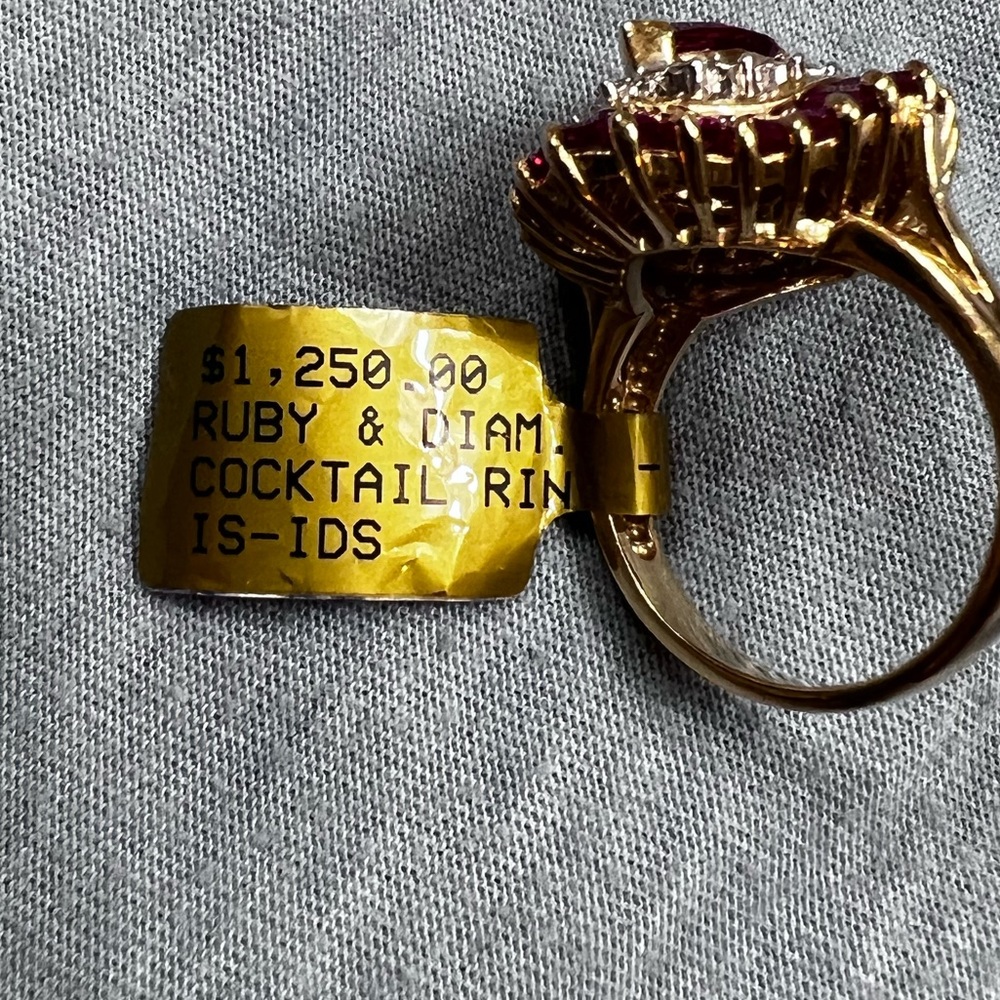 $1,250.00
RUBY & DIAM.
COCKTAIL RIN
IS-IDS